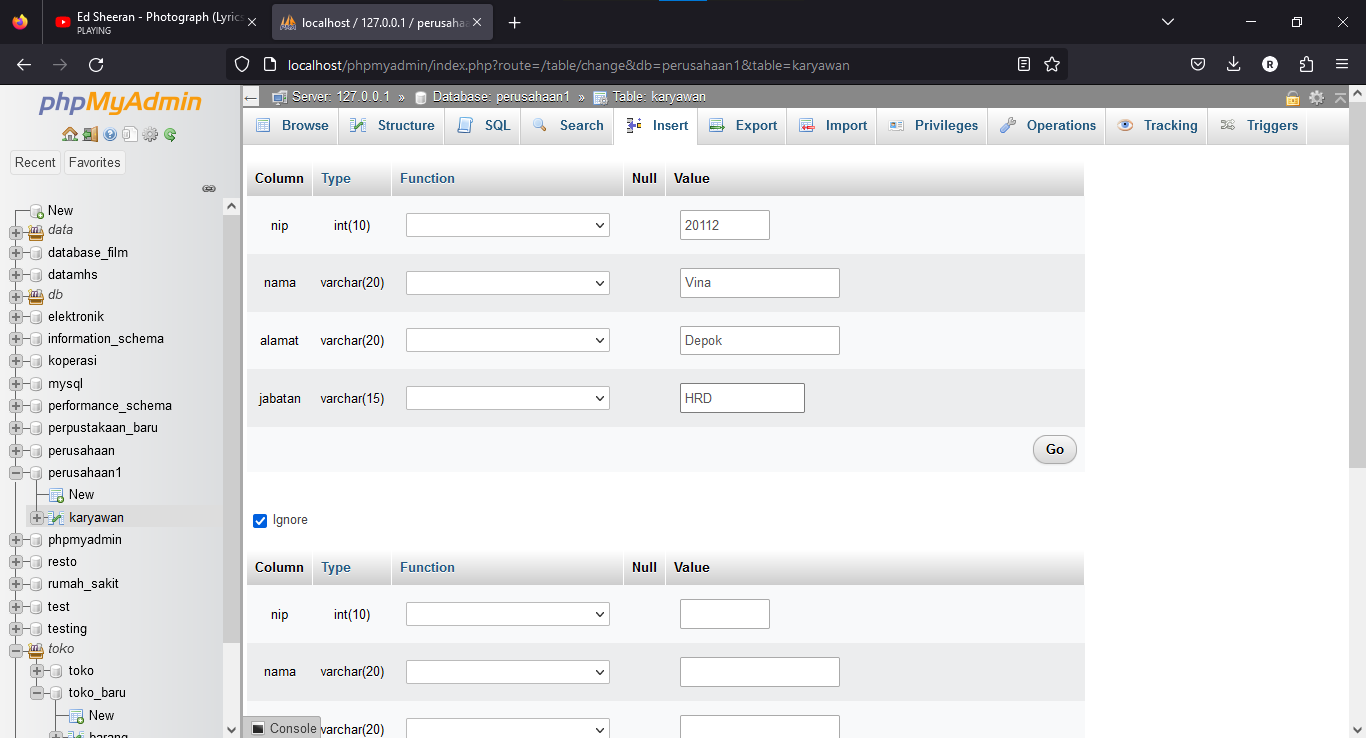 Ed Sheeran - Photograph (Lyrics
PLAYING
localhost / 127.0.0.1 / perusahaa
localhost/phpmyadmin/index.php?route=/table/change&db=perusahaan1&table=karyawan
R
phpMyAdmin
Recent Favorites
New
data
database_film
datamhs
db
elektronik
information_schema
koperasi
mysql
performance_schema
perpustakaan_baru
perusahaan
perusahaan1
New
karyawan
phpmyadmin
resto
rumah_sakit
test
testing
toko
toko
toko_baru
New
barang
Server: 127.0.0.1 » Database: perusahaan1 » Table: karyawan
Browse Structure SQL Search Insert Export Import Privileges Operations Tracking Triggers
Column Type Function Null Value
nip int(10) 20112
nama varchar(20) Vina
alamat varchar(20) Depok
jabatan varchar(15) HRD
Go
Ignore
Column Type Function Null Value
nip int(10)
nama varchar(20)
varchar(20)
Console